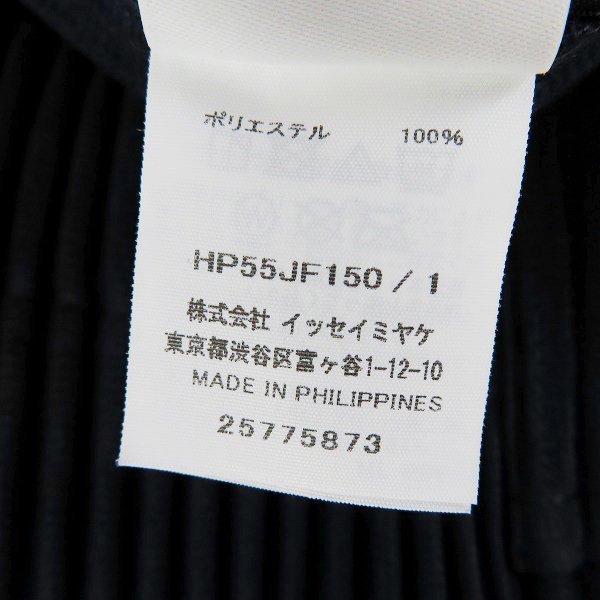 ポリエステル 100%
HP55JF150 / 1
株式会社 イッセイミヤケ
東京都渋谷区富ヶ谷1-12-10
MADE IN PHILIPPINES
25775873